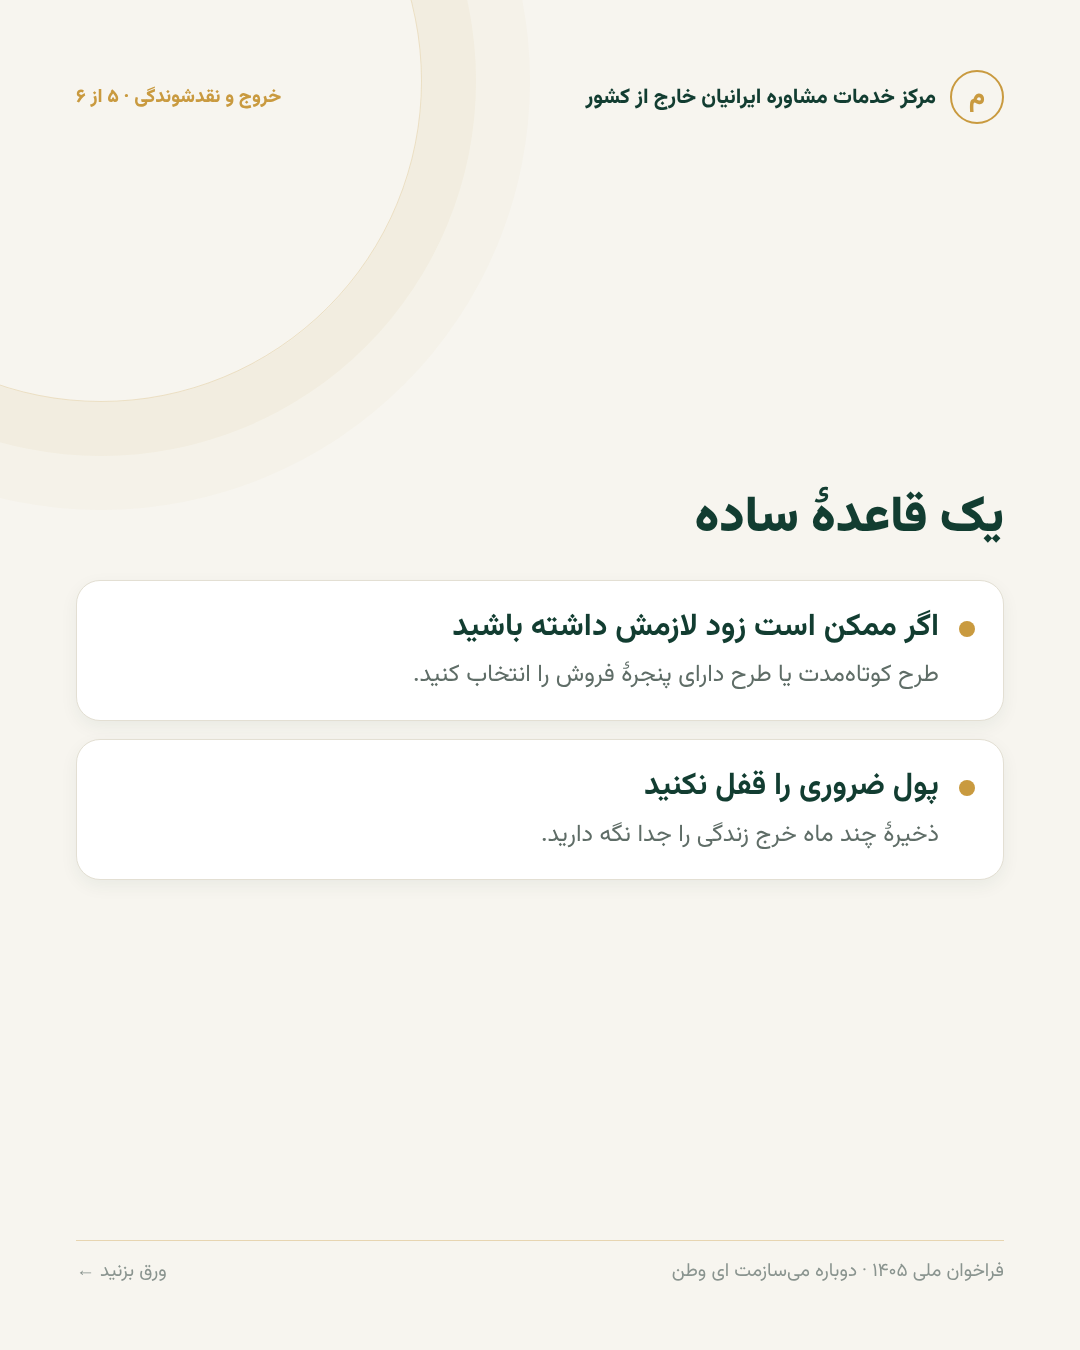 م
مرکز خدمات مشاوره ایرانیان خارج از کشور
خروج و نقدشوندگی · ۵ از ۶
یک قاعدهٔ ساده
اگر ممکن است زود لازمش داشته باشید
طرح کوتاه‌مدت یا طرح دارای پنجرهٔ فروش را انتخاب کنید.
پول ضروری را قفل نکنید
ذخیرهٔ چند ماه خرج زندگی را جدا نگه دارید.
فراخوان ملی ۱۴۰۵ · دوباره می‌سازمت ای وطن
ورق بزنید ←